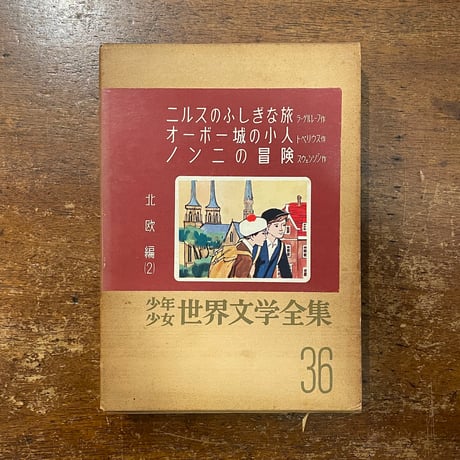 ニルスのふしぎな旅 ラーゲルレーフ作
オーボー城の小人 トペリウス作
ノンニの冒険 スウェンソン作
北欧編(2)
少年少女 世界文学全集
36